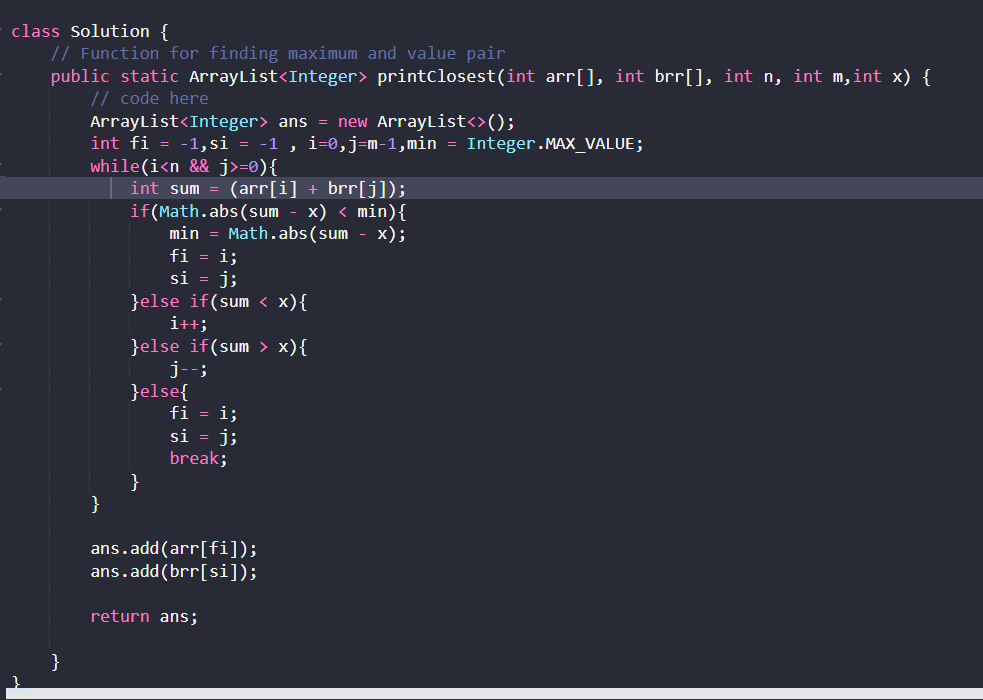 class Solution {
    // Function for finding maximum and value pair
    public static ArrayList<Integer> printClosest(int arr[], int brr[], int n, int m,int x) {
        // code here
        ArrayList<Integer> ans = new ArrayList<>();
        int fi = -1,si = -1 , i=0,j=m-1,min = Integer.MAX_VALUE;
        while(i<n && j>=0){
            int sum = (arr[i] + brr[j]);
            if(Math.abs(sum - x) < min){
                min = Math.abs(sum - x);
                fi = i;
                si = j;
            }else if(sum < x){
                i++;
            }else if(sum > x){
                j--;
            }else{
                fi = i;
                si = j;
                break;
            }
        }
        ans.add(arr[fi]);
        ans.add(brr[si]);
        return ans;
    }
}